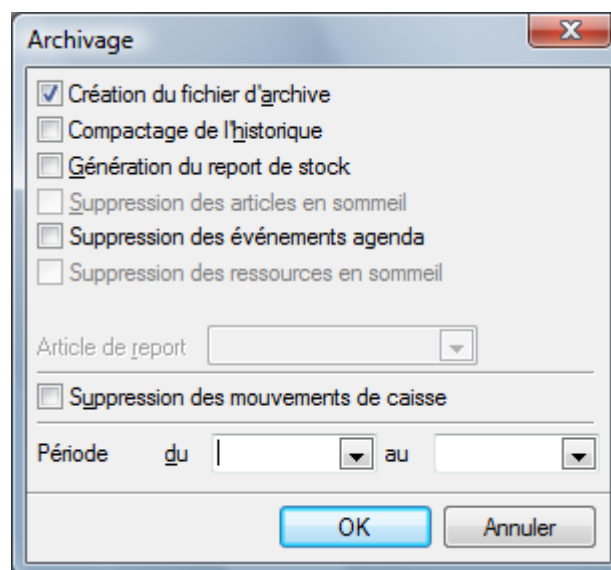 Archivage
Création du fichier d'archive
Compactage de l'historique
Génération du report de stock
Suppression des articles en sommeil
Suppression des événements agenda
Suppression des ressources en sommeil
Article de report
Suppression des mouvements de caisse
Période du au
OK Annuler